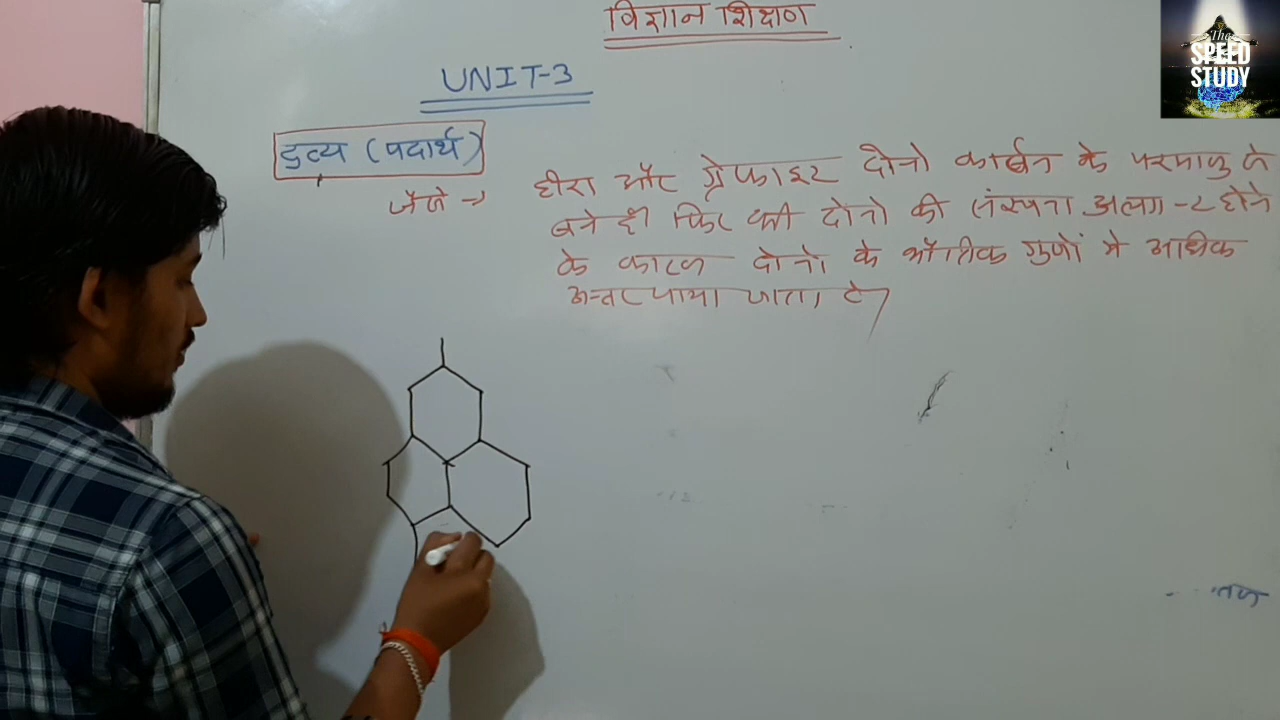 विज्ञान शिक्षण
The
SPEED
STUDY
UNIT-3
द्रव्य (पदार्थ)
जैसे → हीरा और ग्रेफाइट दोनो कार्बन के परमाणु से
बने है। फिर भी दोनो की संरचना अलग-2 होने
के कारण दोनो के भौतिक गुणों मे अधिक
अन्तर पाया जाता है।